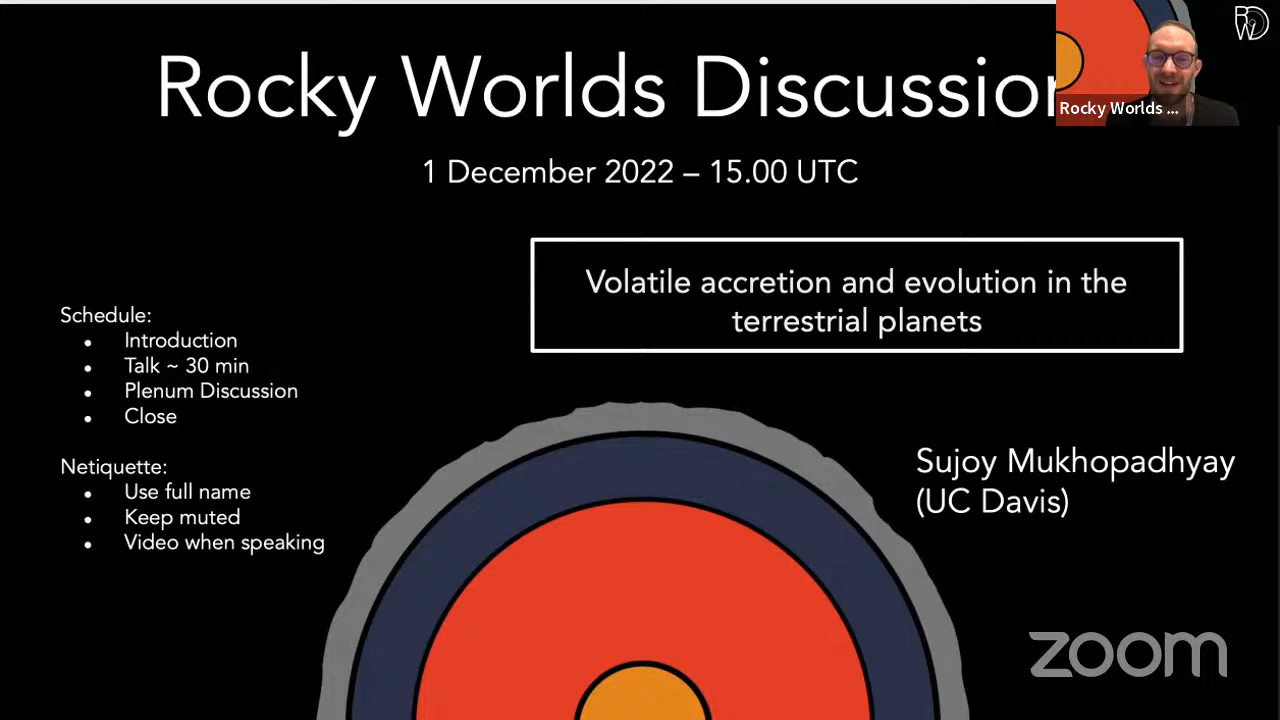 Rocky Worlds Discussion
Rocky Worlds ...
RWD
1 December 2022 – 15.00 UTC
Volatile accretion and evolution in the
terrestrial planets
Schedule:
• Introduction
• Talk ~ 30 min
• Plenum Discussion
• Close
Netiquette:
• Use full name
• Keep muted
• Video when speaking
Sujoy Mukhopadhyay
(UC Davis)
zoom